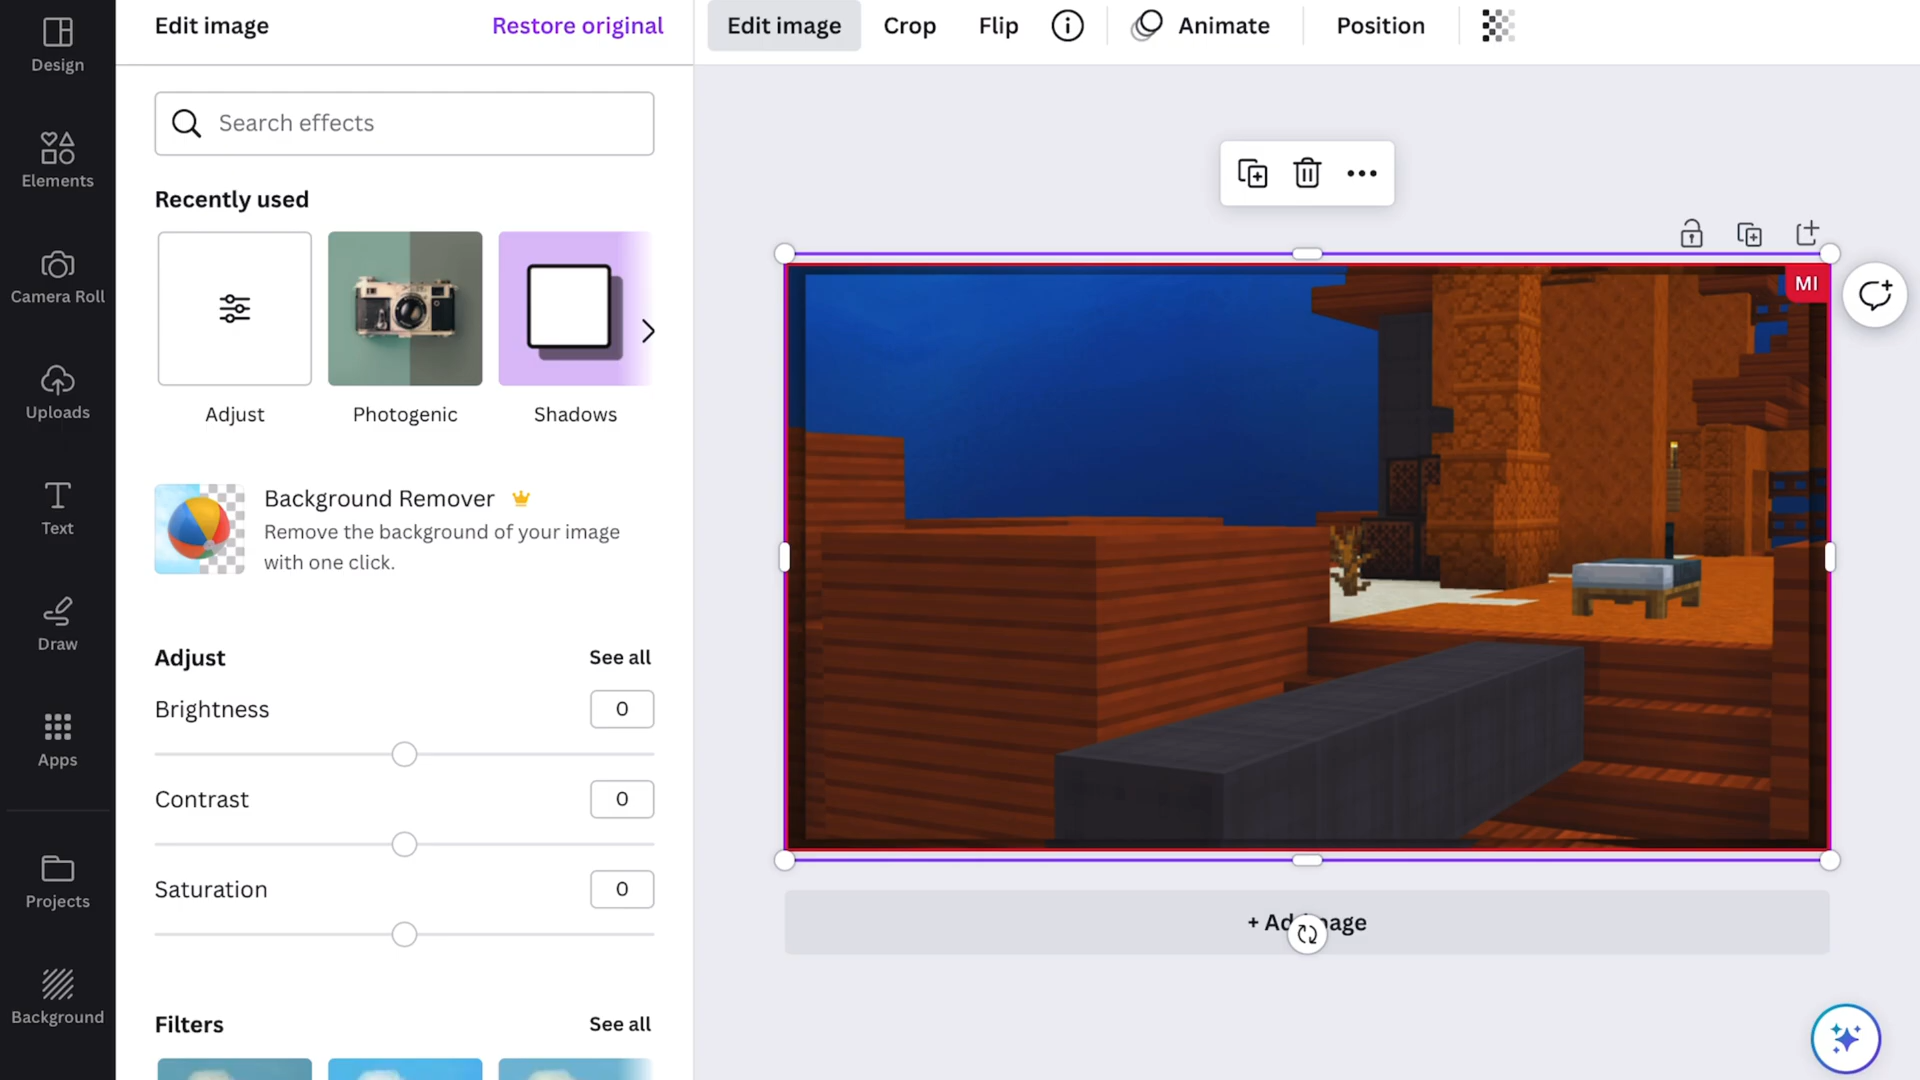 Design
Elements
Camera Roll
Uploads
Text
Draw
Apps
Projects
Background
Edit image
Restore original
Search effects
Recently used
Adjust
Photogenic
Shadows
Background Remover
Remove the background of your image
with one click.
Adjust
See all
Brightness
0
Contrast
0
Saturation
0
Filters
See all
Edit image
Crop
Flip
Animate
Position
MI